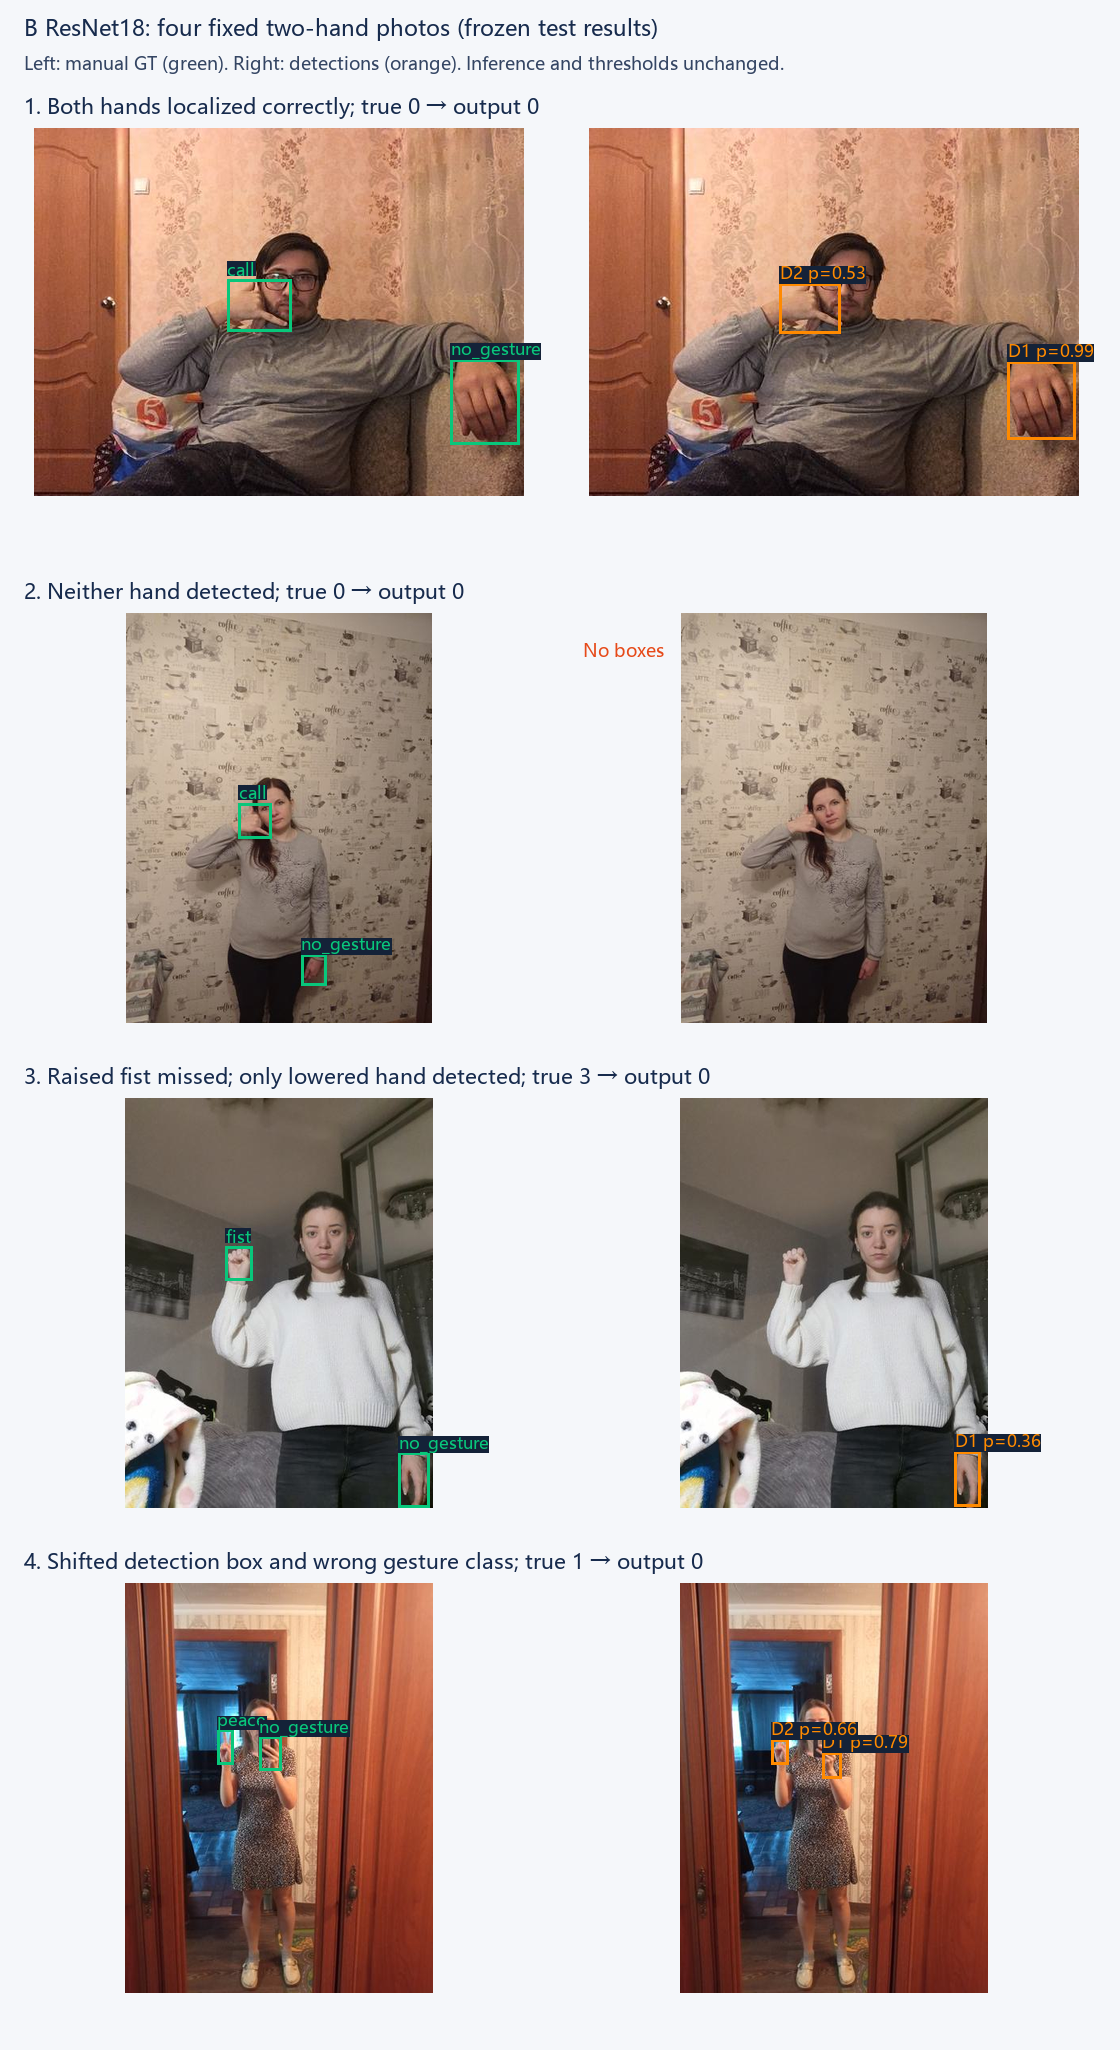 B ResNet18: four fixed two-hand photos (frozen test results)
Left: manual GT (green). Right: detections (orange). Inference and thresholds unchanged.
1. Both hands localized correctly; true 0 → output 0
call
no_gesture
D2 p=0.53
D1 p=0.99
5
2. Neither hand detected; true 0 → output 0
No boxes
call
no_gesture
coffee
3. Raised fist missed; only lowered hand detected; true 3 → output 0
fist
no_gesture
D1 p=0.36
4. Shifted detection box and wrong gesture class; true 1 → output 0
peace
no_gesture
D2 p=0.66
D1 p=0.79